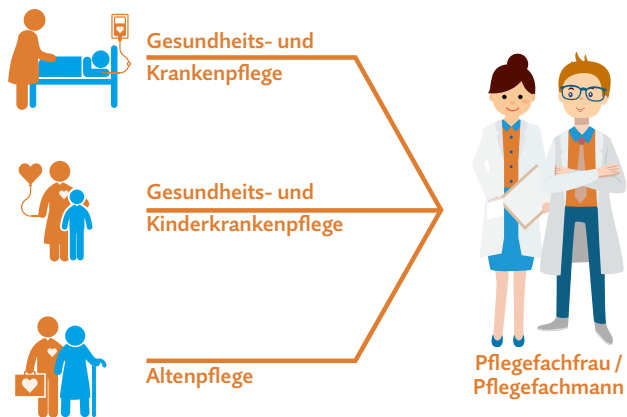 Gesundheits- und
Krankenpflege
Gesundheits- und
Kinderkrankenpflege
Altenpflege
Pflegefachfrau /
Pflegefachmann